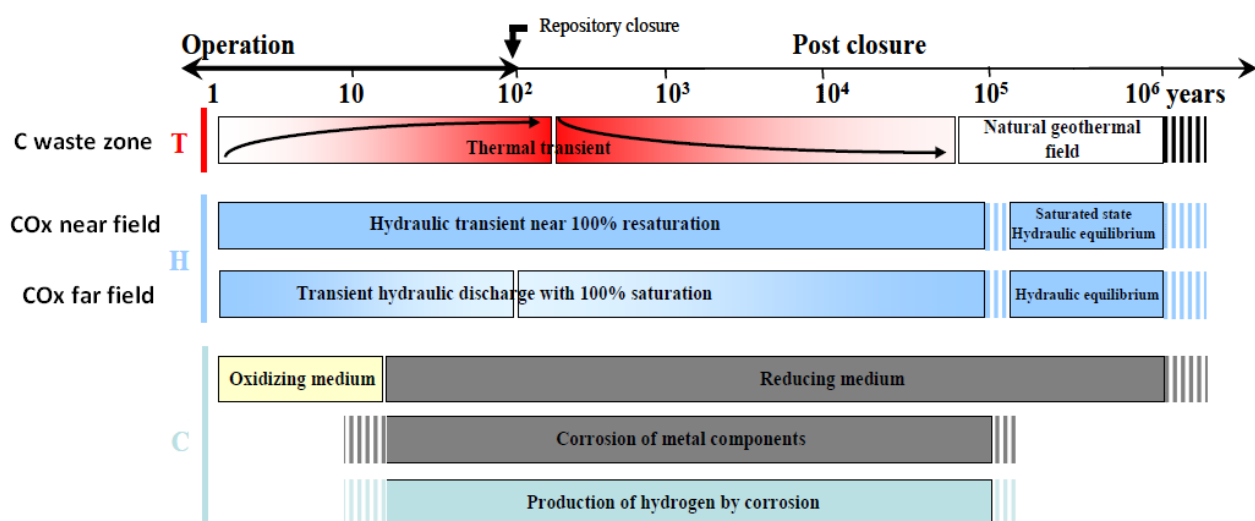 Repository closure
Operation
Post closure
1 10 10² 10³ 10⁴ 10⁵ 10⁶ years
C waste zone
T
Thermal transient
Natural geothermal
field
COx near field
Hydraulic transient near 100% resaturation
Saturated state
Hydraulic equilibrium
H
COx far field
Transient hydraulic discharge with 100% saturation
Hydraulic equilibrium
Oxidizing medium
Reducing medium
C
Corrosion of metal components
Production of hydrogen by corrosion